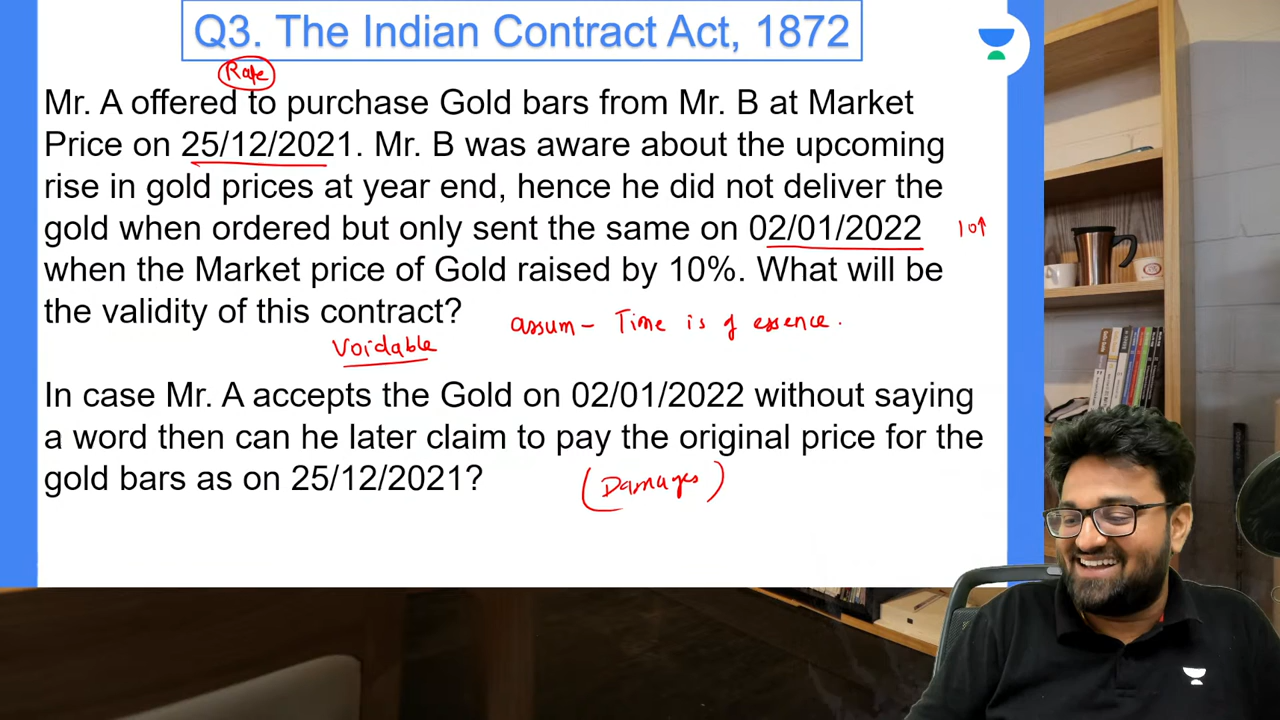 Q3. The Indian Contract Act, 1872
Rate
Mr. A offered to purchase Gold bars from Mr. B at Market
Price on 25/12/2021. Mr. B was aware about the upcoming
rise in gold prices at year end, hence he did not deliver the
gold when ordered but only sent the same on 02/01/2022 10↑
when the Market price of Gold raised by 10%. What will be
the validity of this contract?
assum- Time is of essence.
Voidable
In case Mr. A accepts the Gold on 02/01/2022 without saying
a word then can he later claim to pay the original price for the
gold bars as on 25/12/2021?
(Damages)